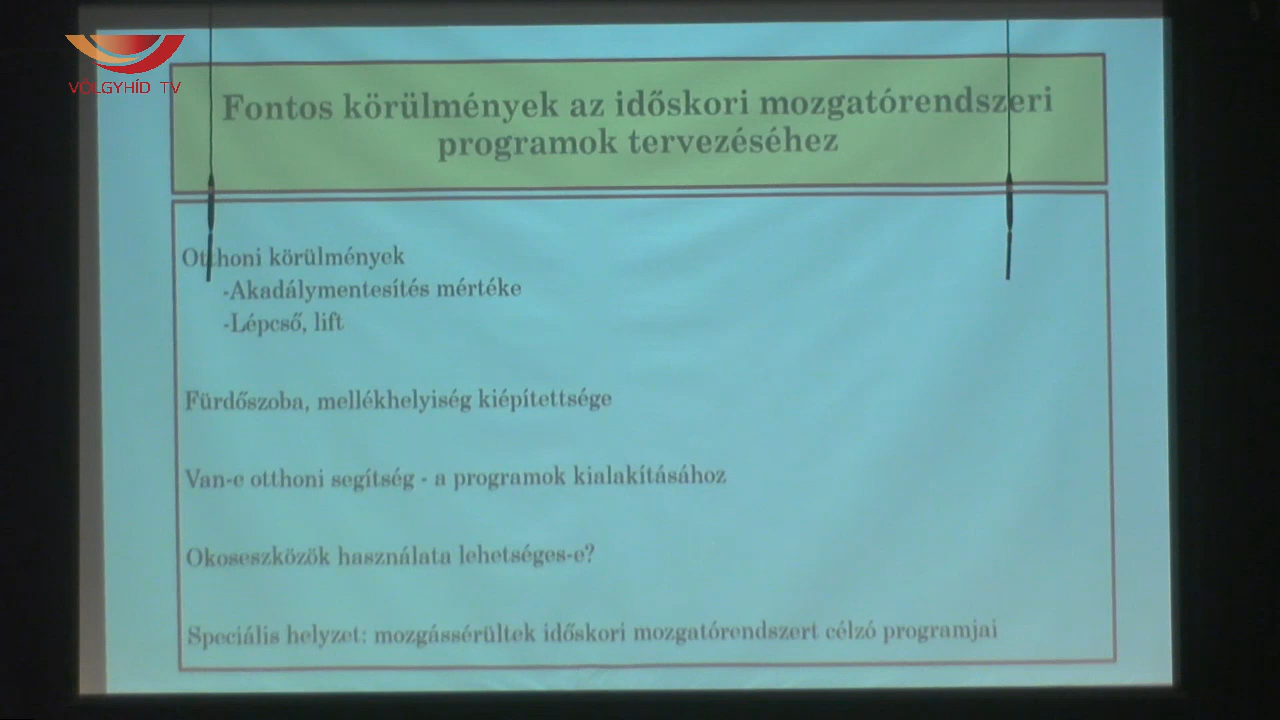 VÖLGYHÍD TV
Fontos körülmények az időskori mozgatórendszeri
programok tervezéséhez
Otthoni körülmények
-Akadálymentesítés mértéke
-Lépcső, lift
Fürdőszoba, mellékhelyiség kiépítettsége
Van-e otthoni segítség - a programok kialakításához
Okoseszközök használata lehetséges-e?
Speciális helyzet: mozgássérültek időskori mozgatórendszert célzó programjai